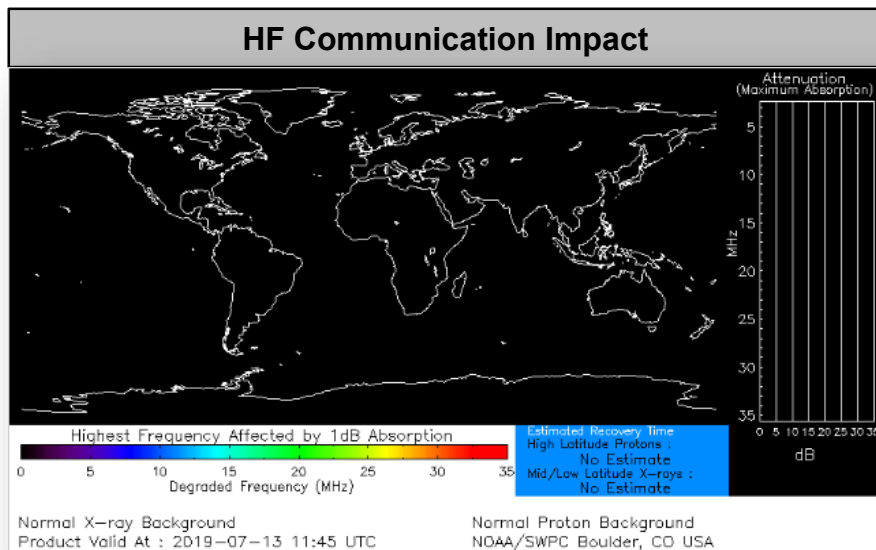 HF Communication Impact
Attenuation
(Maximum Absorption)
5
10
15
20
25
30
35
MHz
0 5 10 15 20 25 30 35
dB
Highest Frequency Affected by 1dB Absorption
0 5 10 15 20 25 30 35
Degraded Frequency (MHz)
Estimated Recovery Time
High Latitude Protons :
No Estimate
Mid/Low Latitude X-rays :
No Estimate
Normal X-ray Background
Product Valid At : 2019-07-13 11:45 UTC
Normal Proton Background
NOAA/SWPC Boulder, CO USA